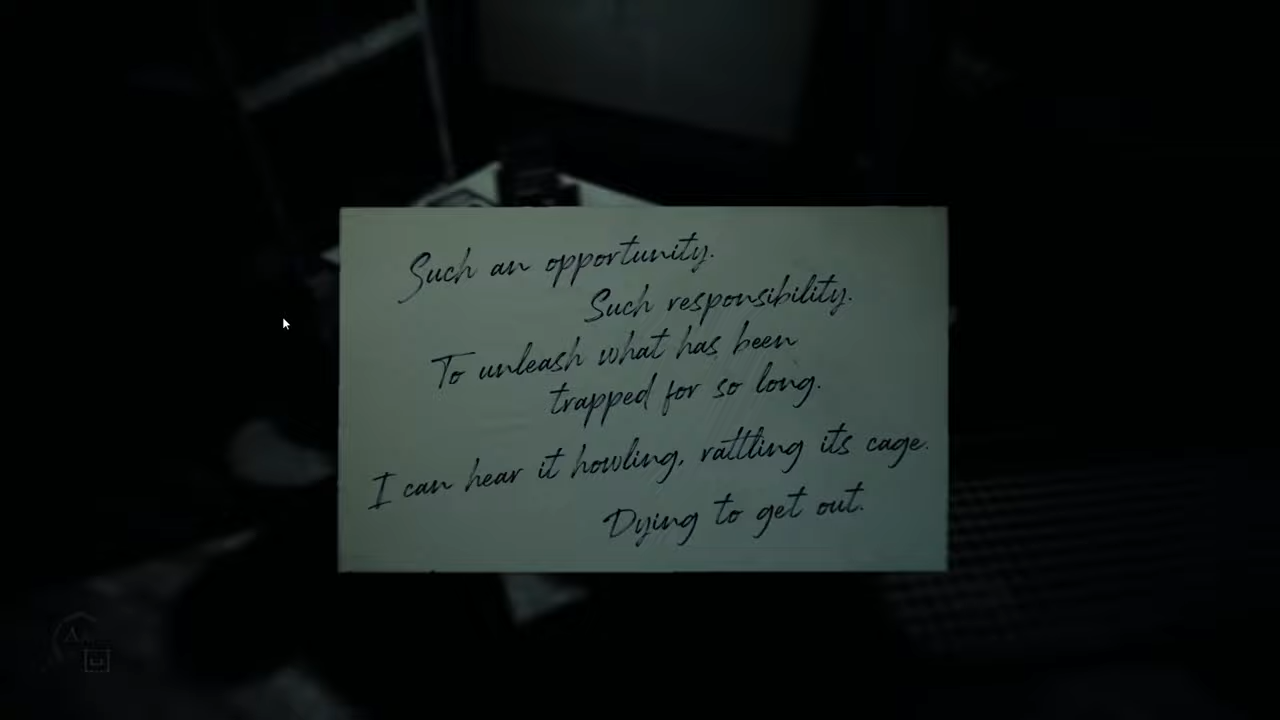 Such an opportunity.
Such responsibility.
To unleash what has been
trapped for so long.
I can hear it howling, rattling its cage.
Dying to get out.